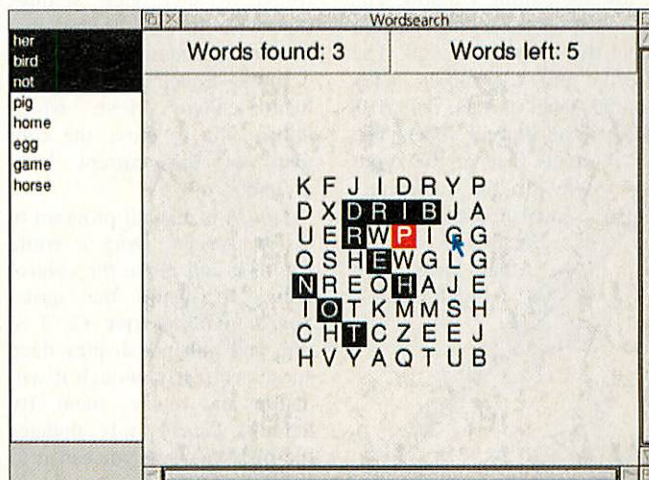 Wordsearch
her
bird
not
pig
home
egg
game
horse
Words found: 3
Words left: 5
K F J I D R Y P
D X D R I B J A
U E R W P I G G
O S H E W G L G
N R E O H A J E
I O T K M M S H
C H T C Z E E J
H V Y A Q T U B